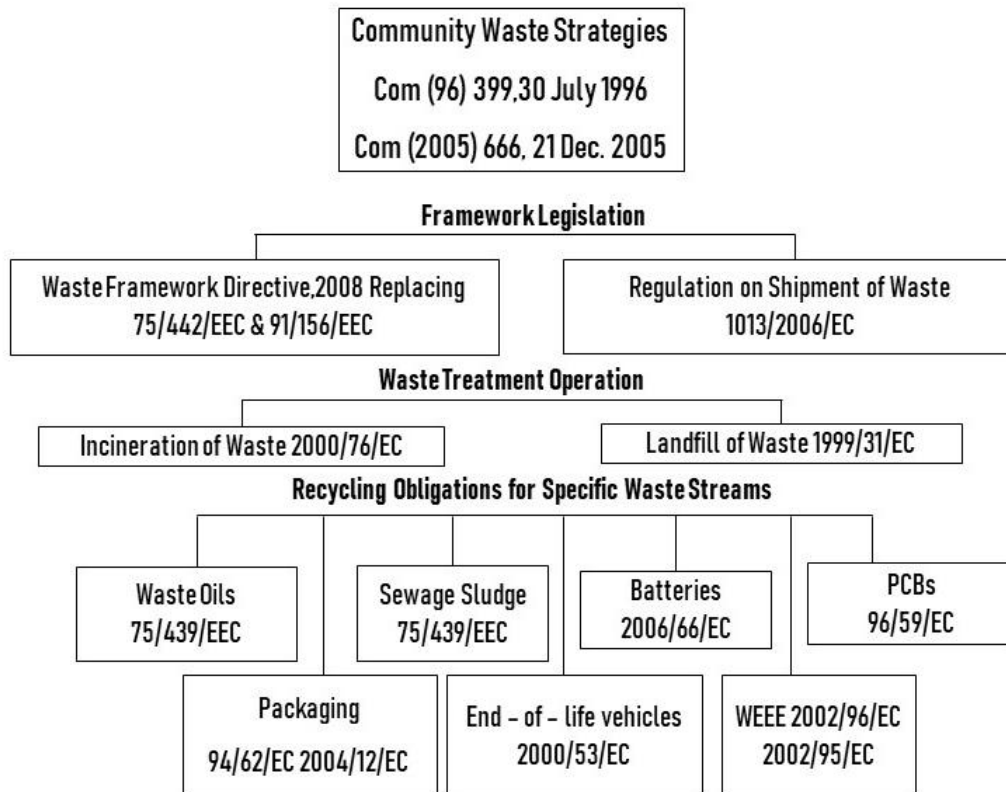 Community Waste Strategies
Com (96) 399,30 July 1996
Com (2005) 666, 21 Dec. 2005
Framework Legislation
Waste Framework Directive,2008 Replacing
75/442/EEC & 91/156/EEC
Regulation on Shipment of Waste
1013/2006/EC
Waste Treatment Operation
Incineration of Waste 2000/76/EC
Landfill of Waste 1999/31/EC
Recycling Obligations for Specific Waste Streams
Waste Oils
75/439/EEC
Sewage Sludge
75/439/EEC
Batteries
2006/66/EC
PCBs
96/59/EC
Packaging
94/62/EC 2004/12/EC
End – of – life vehicles
2000/53/EC
WEEE 2002/96/EC
2002/95/EC